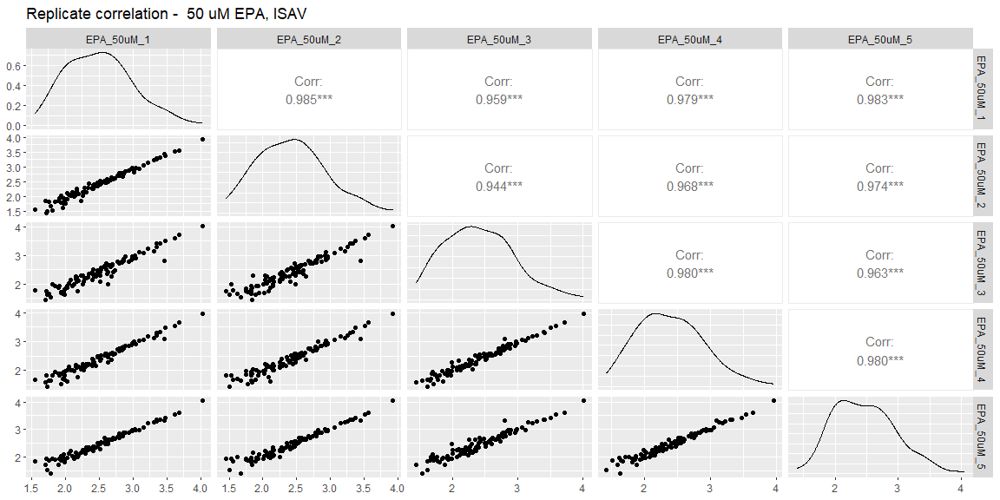 Replicate correlation -  50 uM EPA, ISAV
EPA_50uM_1
EPA_50uM_2
EPA_50uM_3
EPA_50uM_4
EPA_50uM_5
0.6
0.4
0.2
0.0
Corr:
0.985***
Corr:
0.959***
Corr:
0.979***
Corr:
0.983***
EPA_50uM_1
4.0
3.5
3.0
2.5
2.0
1.5
Corr:
0.944***
Corr:
0.968***
Corr:
0.974***
EPA_50uM_2
4
3
2
Corr:
0.980***
Corr:
0.963***
EPA_50uM_3
4
3
2
Corr:
0.980***
EPA_50uM_4
4
3
2
EPA_50uM_5
1.5 2.0 2.5 3.0 3.5 4.0
1.5 2.0 2.5 3.0 3.5 4.0
2 3 4
2 3 4
2 3 4